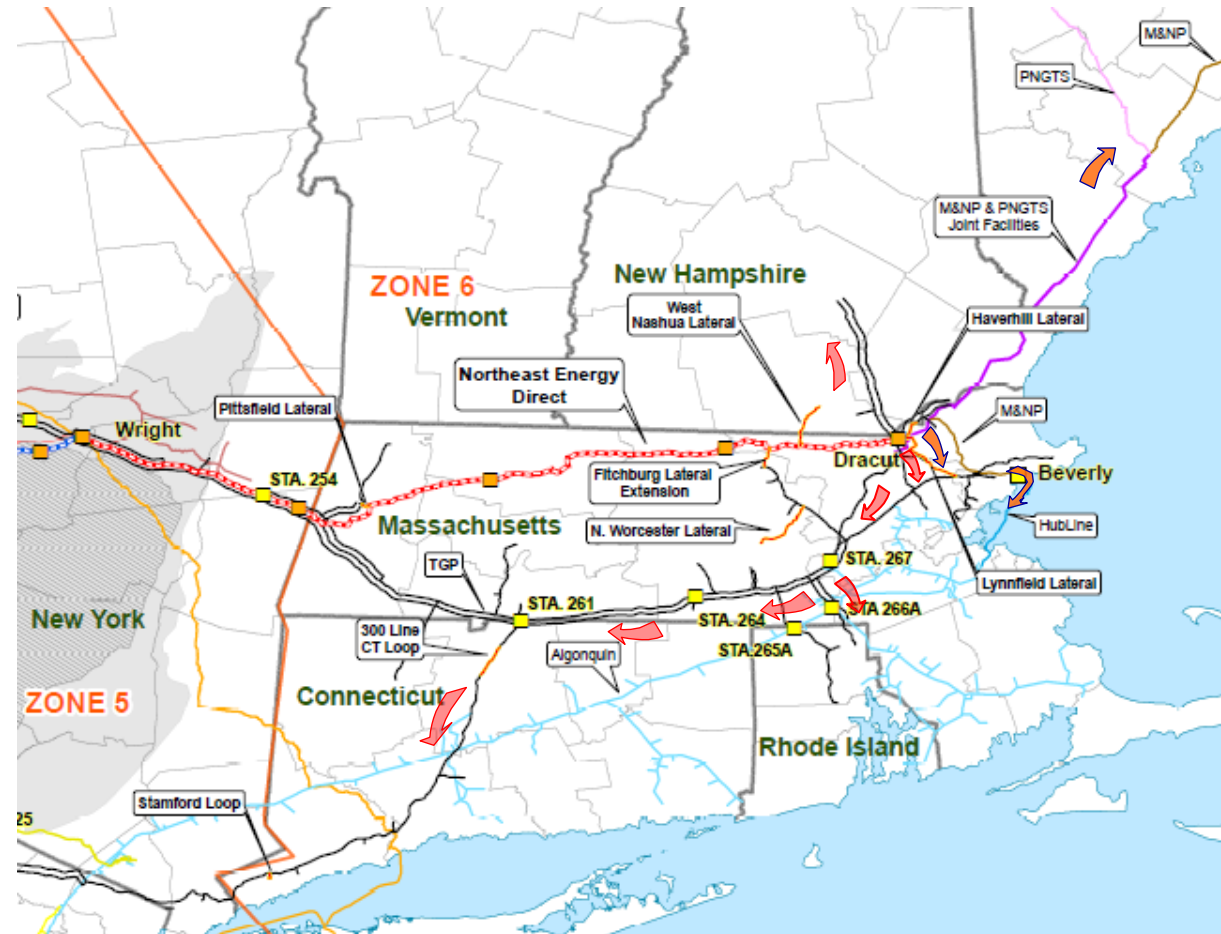 M&NP
PNGTS
M&NP & PNGTS
Joint Facilities
ZONE 6
Vermont
New Hampshire
West
Nashua Lateral
Haverhill Lateral
Northeast Energy
Direct
Pittsfield Lateral
M&NP
Wright
Dracut
Beverly
STA. 254
Fitchburg Lateral
Extension
Massachusetts
N. Worcester Lateral
HubLine
TGP
STA. 267
Lynnfield Lateral
New York
STA. 261
STA 266A
STA. 264
300 Line
CT Loop
STA.265A
Algonquin
Connecticut
ZONE 5
Rhode Island
Stamford Loop
25